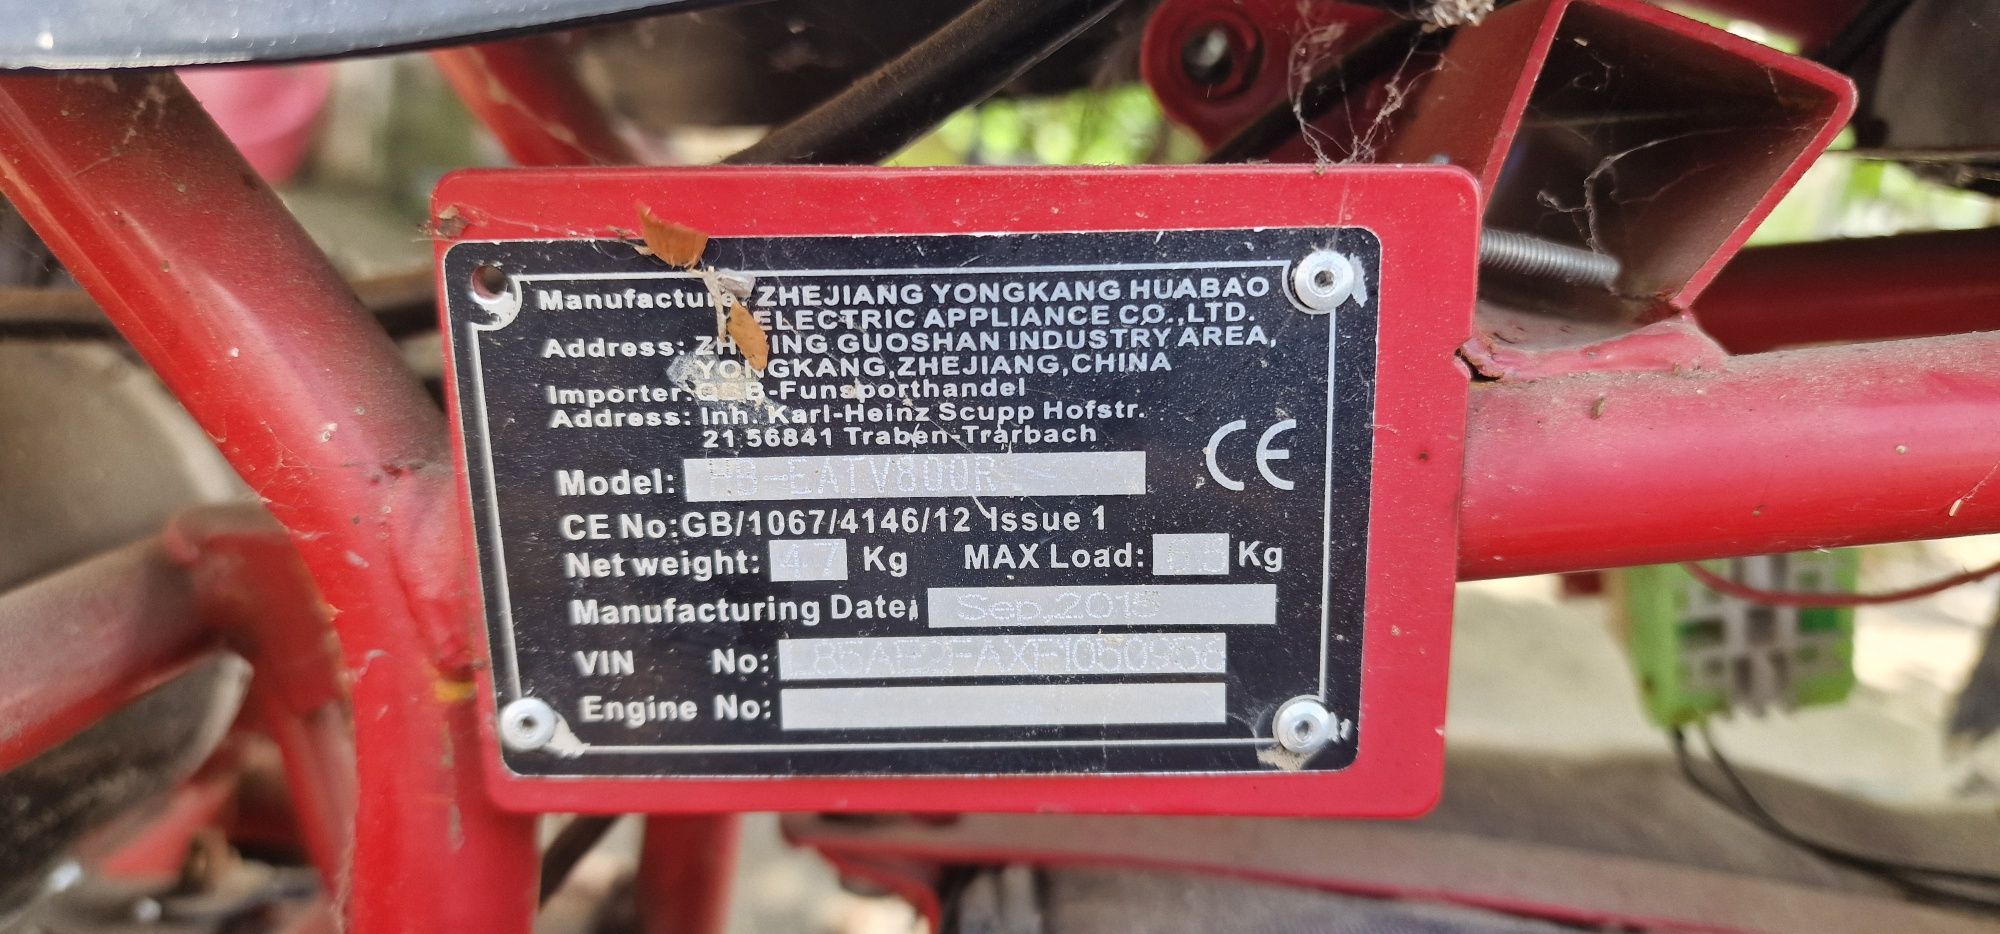 Manufacture: ZHEJIANG YONGKANG HUABAO
ELECTRIC APPLIANCE CO.,LTD.
Address: GUOSHAN INDUSTRY AREA,
YONGKANG,ZHEJIANG,CHINA
Importer: -Funsporthandel
Address: Inh. Karl-Heinz Scupp Hofstr.
21 56841 Traben-Trarbach
CE
Model: HB-EATV800R
CE No:GB/1067/4146/12 Issue 1
Net weight: 47 Kg MAX Load: Kg
Manufacturing Date: Sep,2015
VIN No:
Engine No: